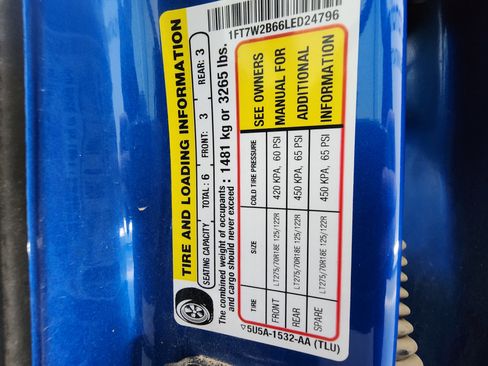 1FT7W2B66LED24796
TIRE AND LOADING INFORMATION
SEATING CAPACITY TOTAL: 6 FRONT: 3 REAR: 3
The combined weight of occupants and cargo should never exceed : 1481 kg or 3265 lbs.
TIRE SIZE COLD TIRE PRESSURE
FRONT LT275/70R18E 125/122R 420 KPA, 60 PSI
REAR LT275/70R18E 125/122R 450 KPA, 65 PSI
SPARE LT275/70R18E 125/122R 450 KPA, 65 PSI
SEE OWNERS
MANUAL FOR
ADDITIONAL
INFORMATION
5U5A-1532-AA (TLU)